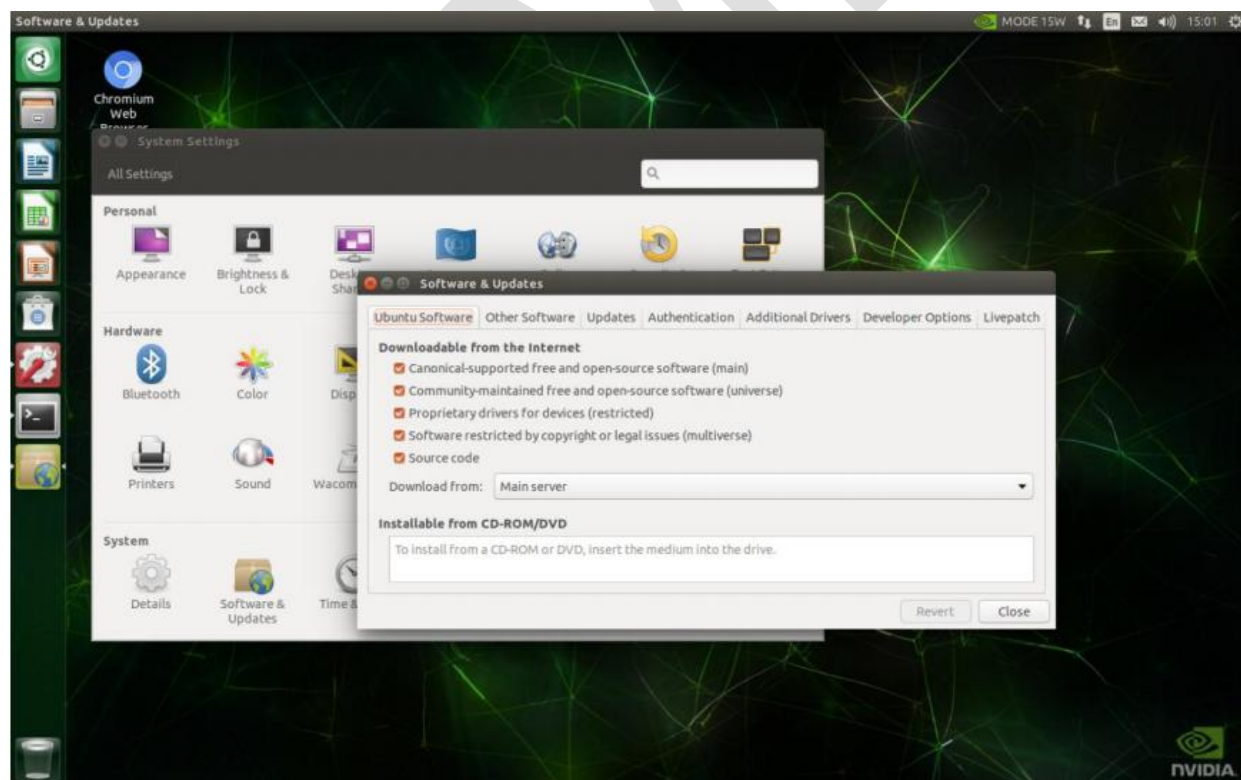 Software & Updates
MODE 15W En 15:01
Chromium
Web
Browser
System Settings
All Settings
Personal
Appearance
Brightness &
Lock
Software & Updates
Ubuntu Software Other Software Updates Authentication Additional Drivers Developer Options Livepatch
Hardware
Downloadable from the Internet
Canonical-supported free and open-source software (main)
Community-maintained free and open-source software (universe)
Bluetooth
Color
Disp
Proprietary drivers for devices (restricted)
Software restricted by copyright or legal issues (multiverse)
Source code
Printers
Sound
Wacom
Download from: Main server
Installable from CD-ROM/DVD
To install from a CD-ROM or DVD, insert the medium into the drive.
System
Details
Software &
Updates
Time &
Revert
Close
NVIDIA